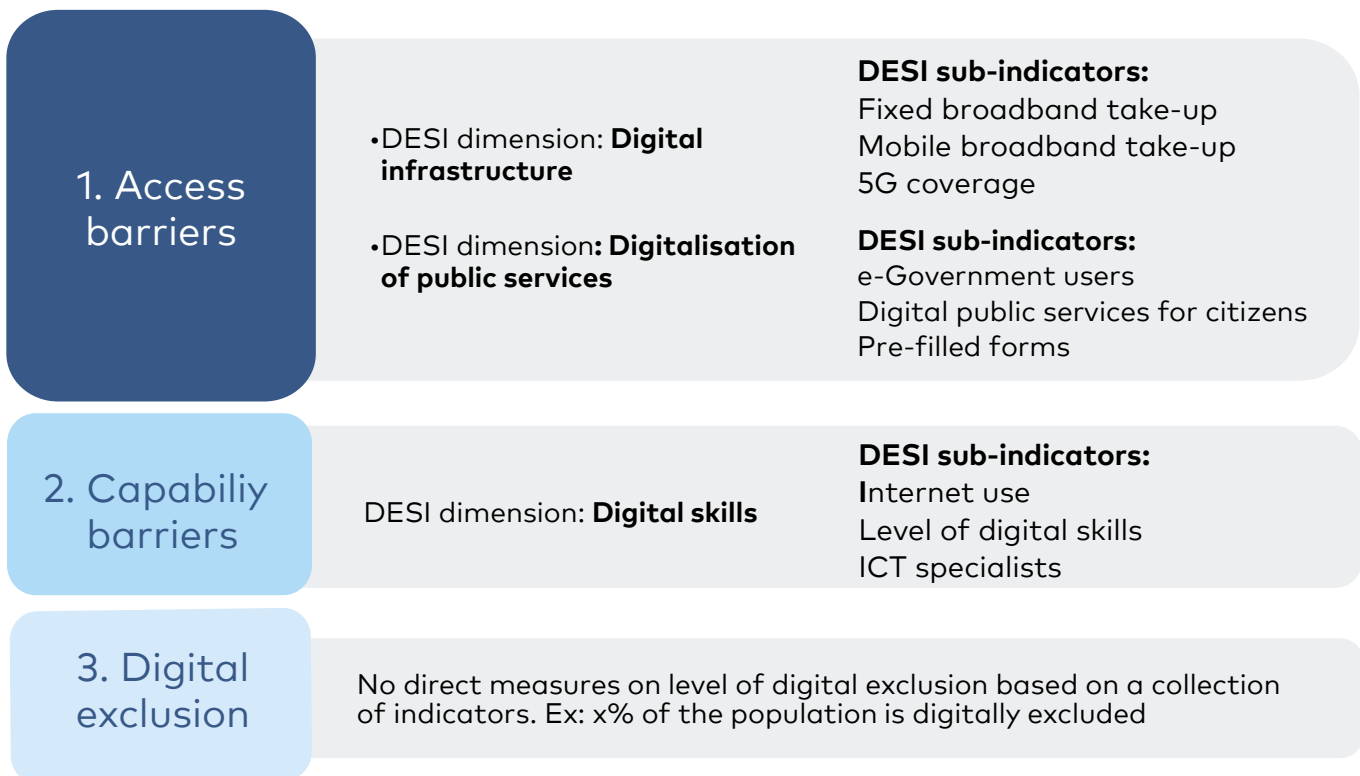 1. Access
barriers
•DESI dimension: Digital
infrastructure
DESI sub-indicators:
Fixed broadband take-up
Mobile broadband take-up
5G coverage
•DESI dimension: Digitalisation
of public services
DESI sub-indicators:
e-Government users
Digital public services for citizens
Pre-filled forms
2. Capabiliy
barriers
DESI dimension: Digital skills
DESI sub-indicators:
Internet use
Level of digital skills
ICT specialists
3. Digital
exclusion
No direct measures on level of digital exclusion based on a collection
of indicators. Ex: x% of the population is digitally excluded